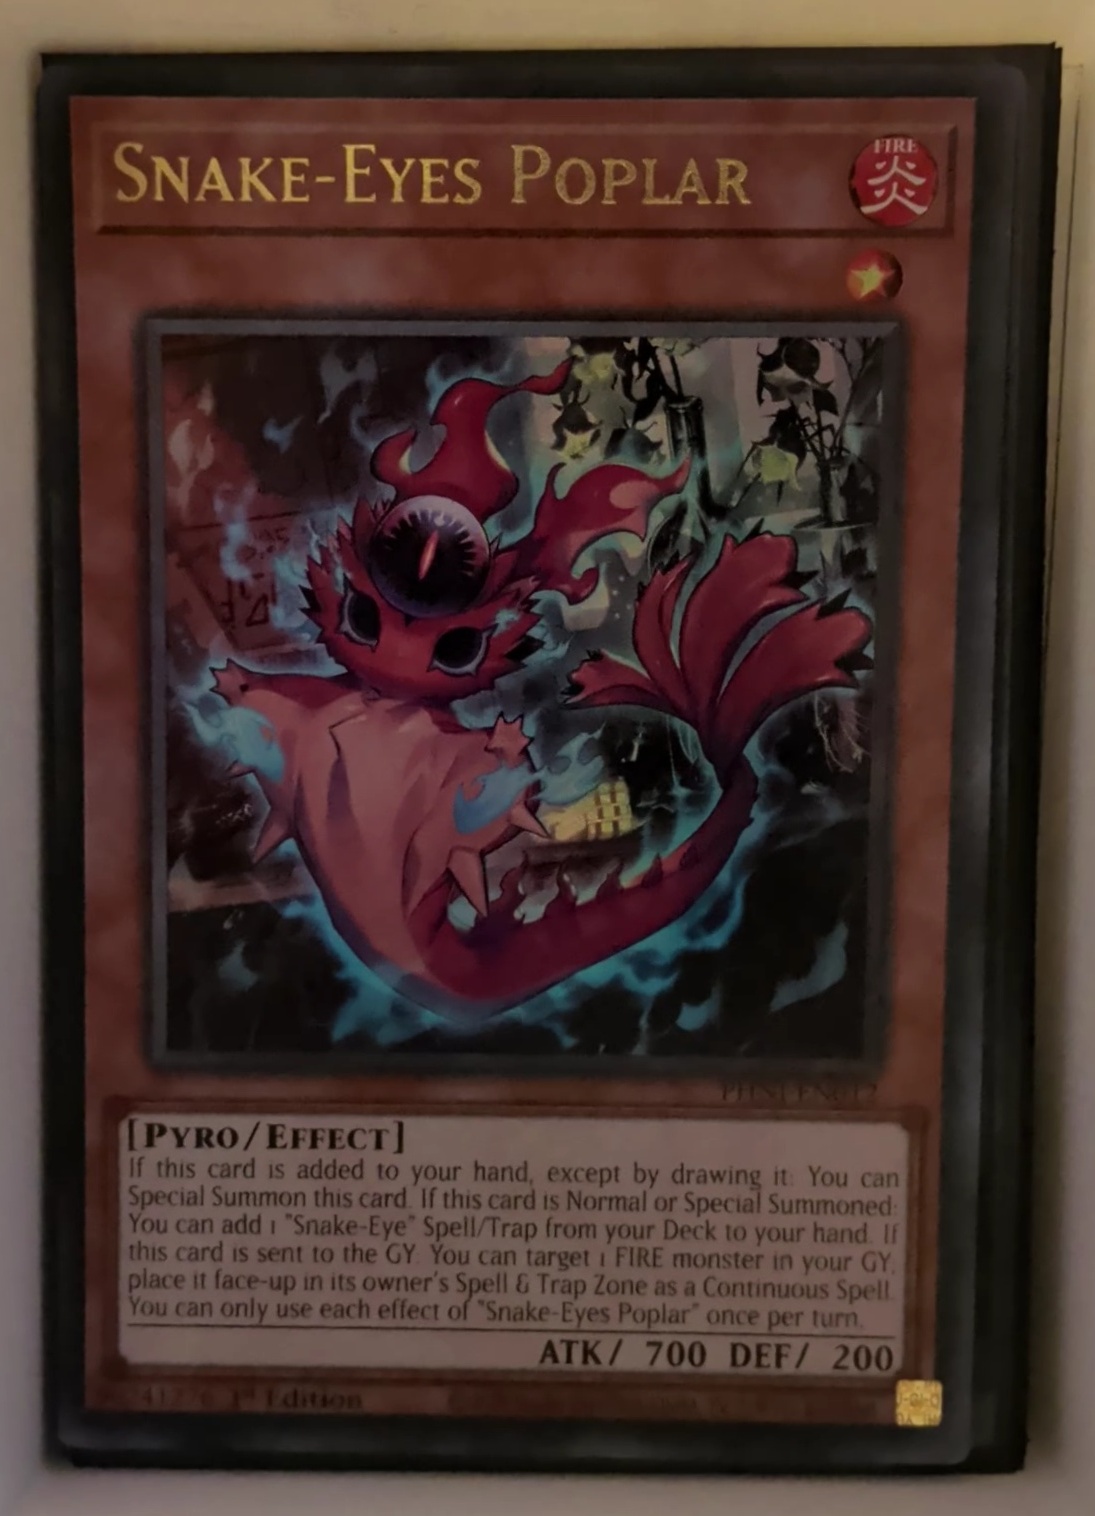 SNAKE-EYES POPLAR
FIRE
炎
[PYRO/EFFECT]
If this card is added to your hand, except by drawing it: You can
Special Summon this card. If this card is Normal or Special Summoned:
You can add 1 "Snake-Eye" Spell/Trap from your Deck to your hand. If
this card is sent to the GY: You can target 1 FIRE monster in your GY;
place it face-up in its owner's Spell & Trap Zone as a Continuous Spell.
You can only use each effect of "Snake-Eyes Poplar" once per turn.
ATK/ 700 DEF/ 200
1st Edition